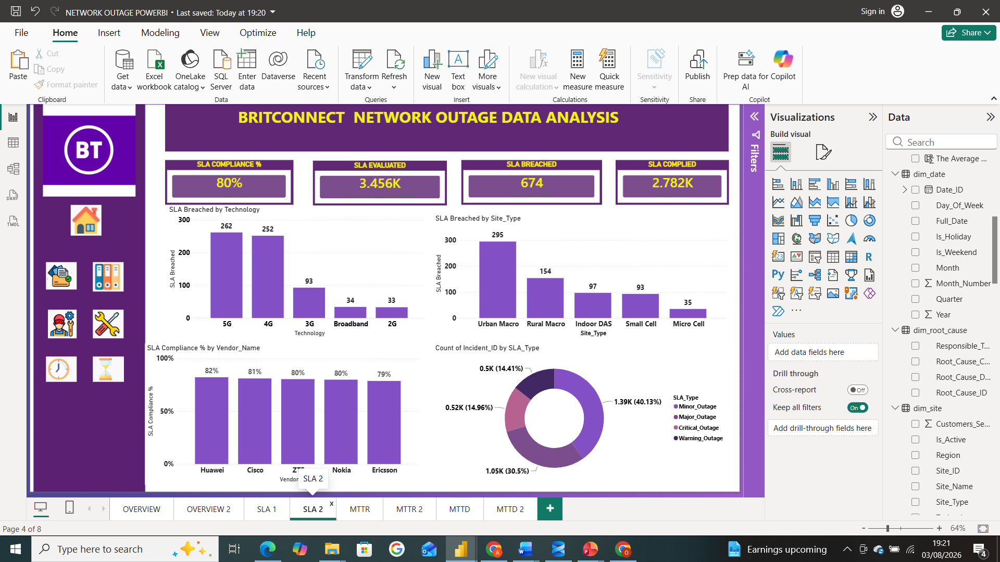 NETWORK OUTAGE POWERBI • Last saved: Today at 19:20
Sign in
File
Home
Insert
Modeling
View
Optimize
Help
Share
Paste
Cut
Copy
Format painter
Clipboard
Get data
Excel workbook
OneLake catalog
SQL Server
Enter data
Dataverse
Recent sources
Data
Transform data
Refresh
Queries
New visual
Text box
More visuals
Insert
New visual calculation
New measure
Quick measure
Calculations
Sensitivity
Sensitivity
Publish
Share
Prep data for AI
Copilot
Copilot
BT
BRITCONNECT NETWORK OUTAGE DATA ANALYSIS
SLA COMPLIANCE %
80%
SLA EVALUATED
3.456K
SLA BREACHED
674
SLA COMPLIED
2.782K
SLA Breached by Technology
SLA Breached
300
200
100
0
262
252
93
34
33
5G
4G
3G
Broadband
2G
Technology
SLA Breached by Site_Type
SLA Breached
300
200
100
0
295
154
97
93
35
Urban Macro
Rural Macro
Indoor DAS
Small Cell
Micro Cell
Site_Type
SLA Compliance % by Vendor_Name
SLA Compliance %
100%
50%
0%
82%
81%
80%
80%
79%
Huawei
Cisco
Nokia
Ericsson
SLA 2
Count of Incident_ID by SLA_Type
0.5K (14.41%)
0.52K (14.96%)
1.39K (40.13%)
1.05K (30.5%)
SLA_Type
Minor_Outage
Major_Outage
Critical_Outage
Warning_Outage
Filters
Visualizations
Build visual
123
R
Py
Values
Add data fields here
Drill through
Cross-report
Off
Keep all filters
On
Add drill-through fields here
Data
Search
The Average ...
dim_date
Date_ID
Day_Of_Week
Full_Date
Is_Holiday
Is_Weekend
Month
Month_Number
Quarter
Year
dim_root_cause
Responsible_T...
Root_Cause_C...
Root_Cause_D...
Root_Cause_ID
dim_site
Customers_Se...
Is_Active
Region
Site_ID
Site_Name
Site_Type
DAX
TMDL
OVERVIEW
OVERVIEW 2
SLA 1
SLA 2
x
MTTR
MTTR 2
MTTD
MTTD 2
Page 4 of 8
64%
Type here to search
Earnings upcoming
19:21
03/08/2026
4